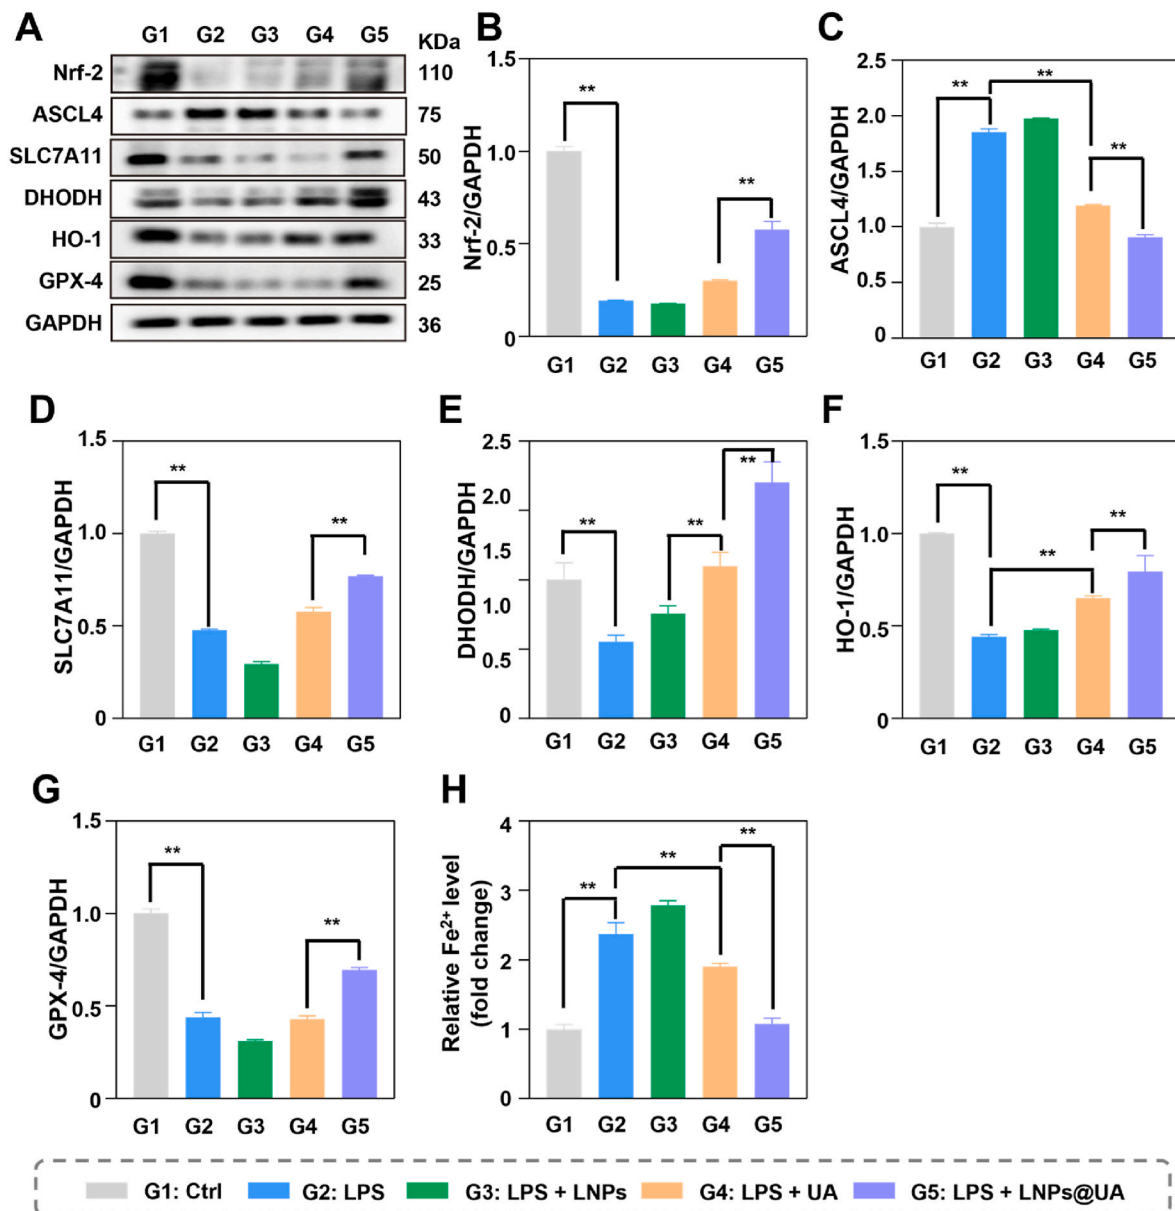 A
G1 G2 G3 G4 G5
KDa
Nrf-2 110
ASCL4 75
SLC7A11 50
DHODH 43
HO-1 33
GPX-4 25
GAPDH 36
B
Nrf-2/GAPDH
1.5
1.0
0.5
0
**
**
G1 G2 G3 G4 G5
C
ASCL4/GAPDH
2.5
2.0
1.5
1.0
0.5
0
**
**
**
G1 G2 G3 G4 G5
D
SLC7A11/GAPDH
1.5
1.0
0.5
0
**
**
G1 G2 G3 G4 G5
E
DHODH/GAPDH
2.5
2.0
1.5
1.0
0.5
0
**
**
**
G1 G2 G3 G4 G5
F
HO-1/GAPDH
1.5
1.0
0.5
0
**
**
**
G1 G2 G3 G4 G5
G
GPX-4/GAPDH
1.5
1.0
0.5
0
**
**
G1 G2 G3 G4 G5
H
Relative Fe²⁺ level
(fold change)
4
3
2
1
0
**
**
**
G1 G2 G3 G4 G5
G1: Ctrl G2: LPS G3: LPS + LNPs G4: LPS + UA G5: LPS + LNPs@UA